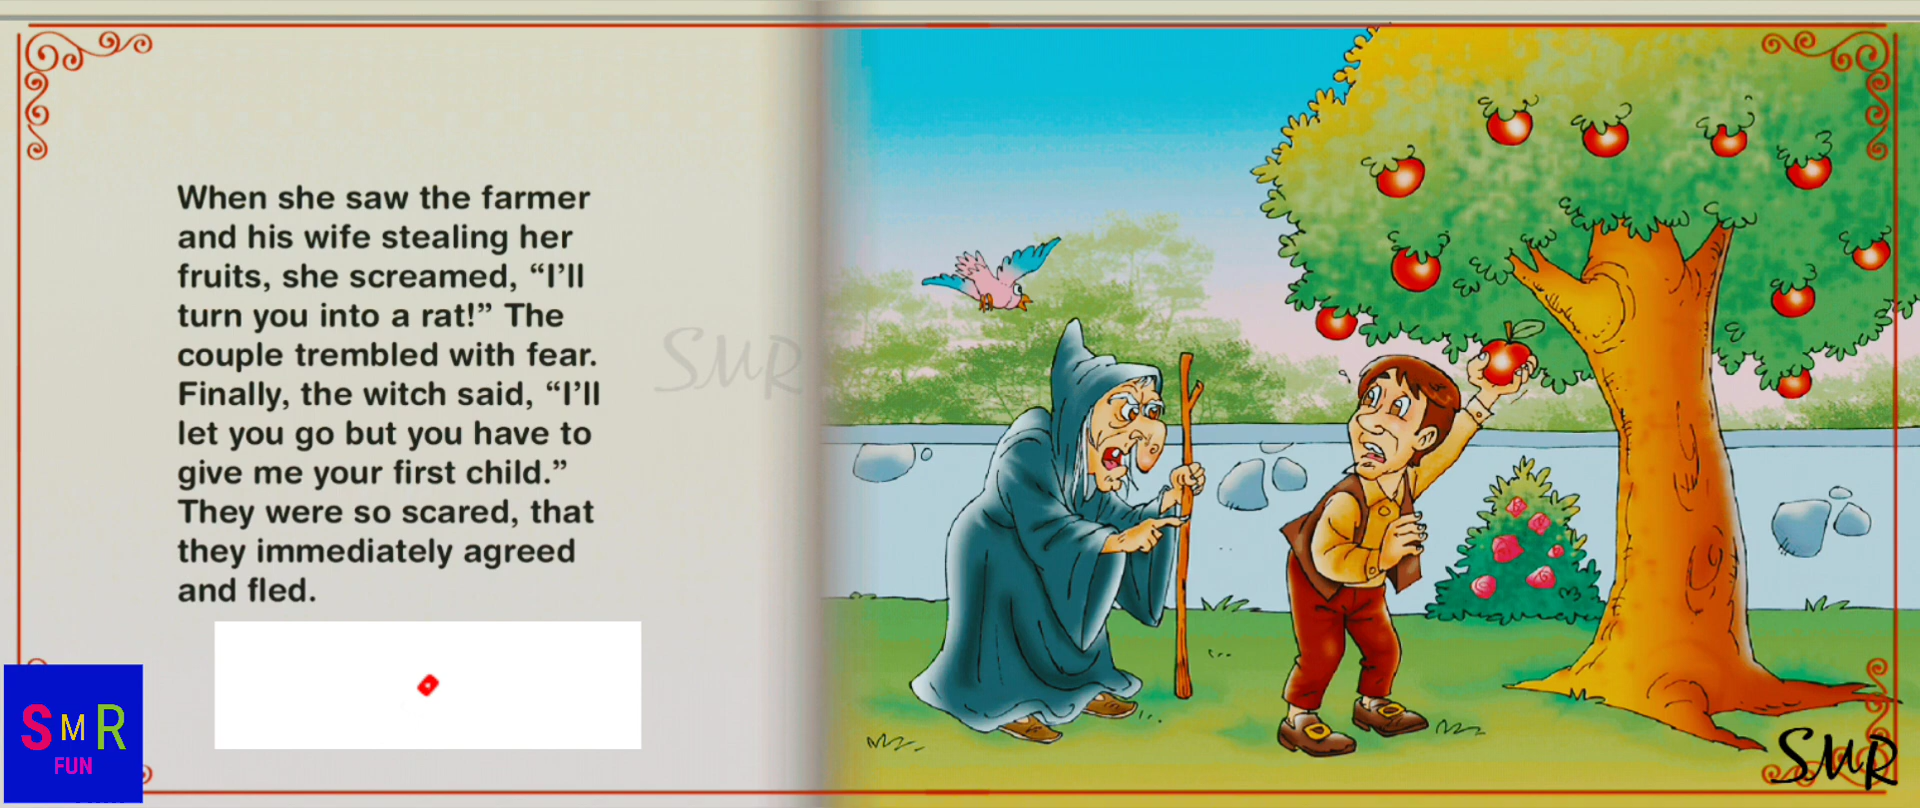 When she saw the farmer
and his wife stealing her
fruits, she screamed, “I’ll
turn you into a rat!” The
couple trembled with fear.
Finally, the witch said, “I’ll
let you go but you have to
give me your first child.”
They were so scared, that
they immediately agreed
and fled.
SMR
SMR
FUN
SMR